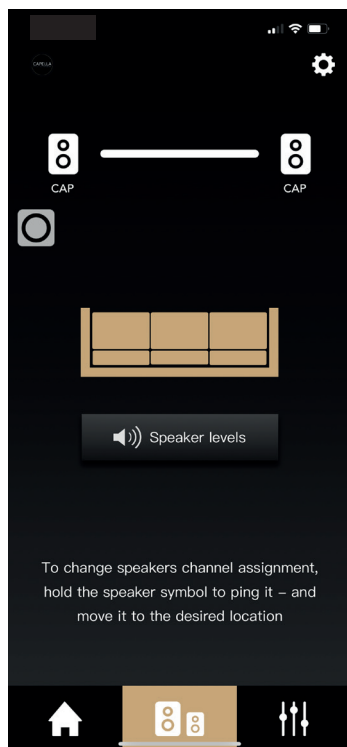 CAPELLA
CAP
CAP
Speaker levels
To change speakers channel assignment,
hold the speaker symbol to ping it – and
move it to the desired location